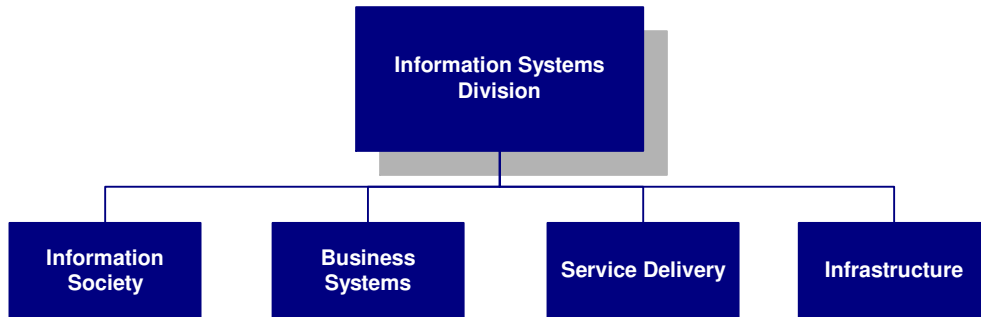 Information Systems
Division
Information
Society
Business
Systems
Service Delivery
Infrastructure